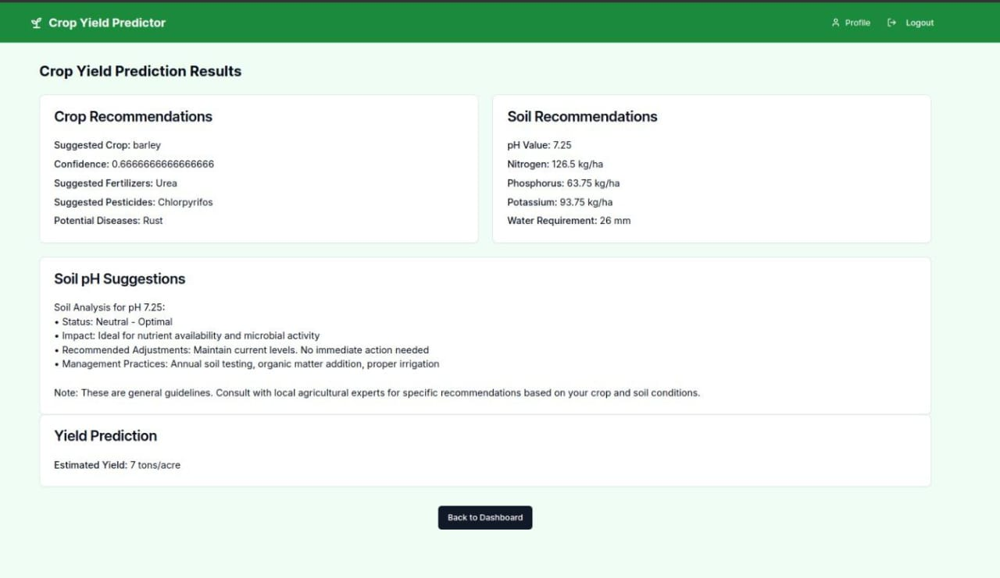 Crop Yield Predictor
Profile
Logout
Crop Yield Prediction Results
Crop Recommendations
Suggested Crop: barley
Confidence: 0.6666666666666666
Suggested Fertilizers: Urea
Suggested Pesticides: Chlorpyrifos
Potential Diseases: Rust
Soil Recommendations
pH Value: 7.25
Nitrogen: 126.5 kg/ha
Phosphorus: 63.75 kg/ha
Potassium: 93.75 kg/ha
Water Requirement: 26 mm
Soil pH Suggestions
Soil Analysis for pH 7.25:
• Status: Neutral - Optimal
• Impact: Ideal for nutrient availability and microbial activity
• Recommended Adjustments: Maintain current levels. No immediate action needed
• Management Practices: Annual soil testing, organic matter addition, proper irrigation
Note: These are general guidelines. Consult with local agricultural experts for specific recommendations based on your crop and soil conditions.
Yield Prediction
Estimated Yield: 7 tons/acre
Back to Dashboard